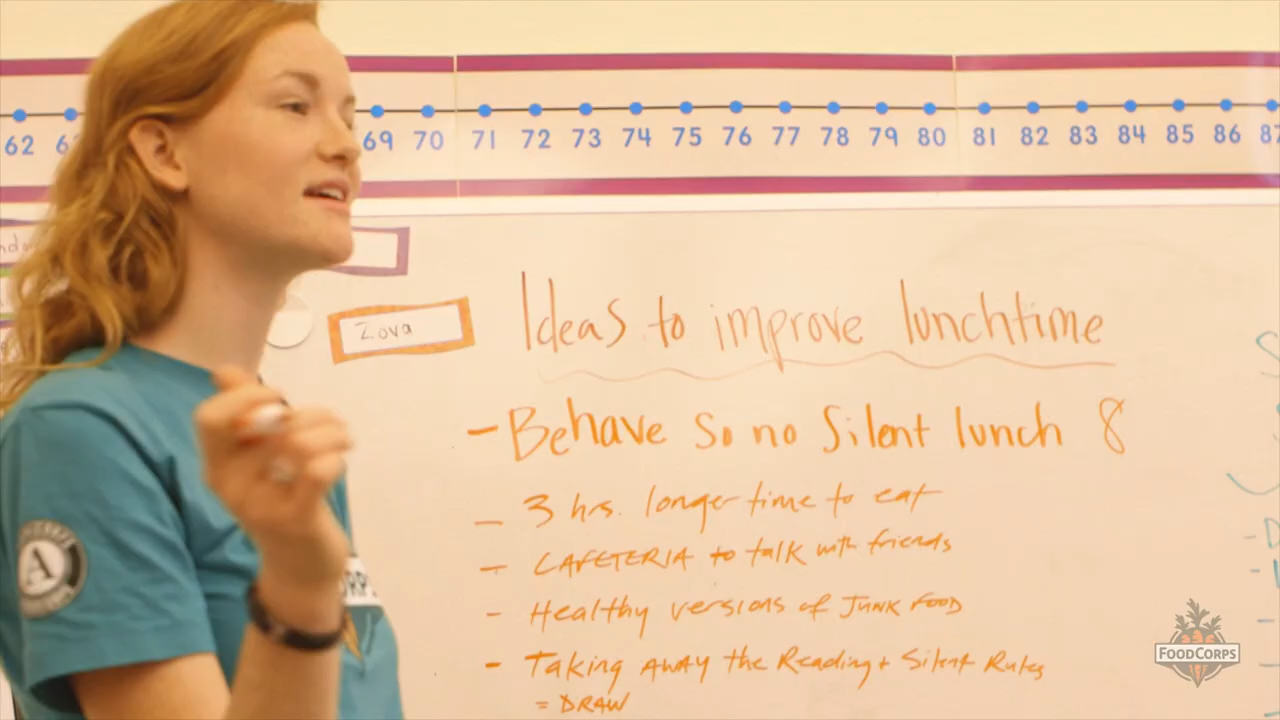 62 63 69 70 71 72 73 74 75 76 77 78 79 80 81 82 83 84 85 86 87
Zova
Ideas to improve lunchtime
- Behave so no Silent lunch 8
- 3 hrs. longer time to eat
- CAFETERIA to talk with friends
- Healthy versions of JUNK FOOD
- Taking AWAY the Reading + Silent Rules
= DRAW
A
FOODCORPS